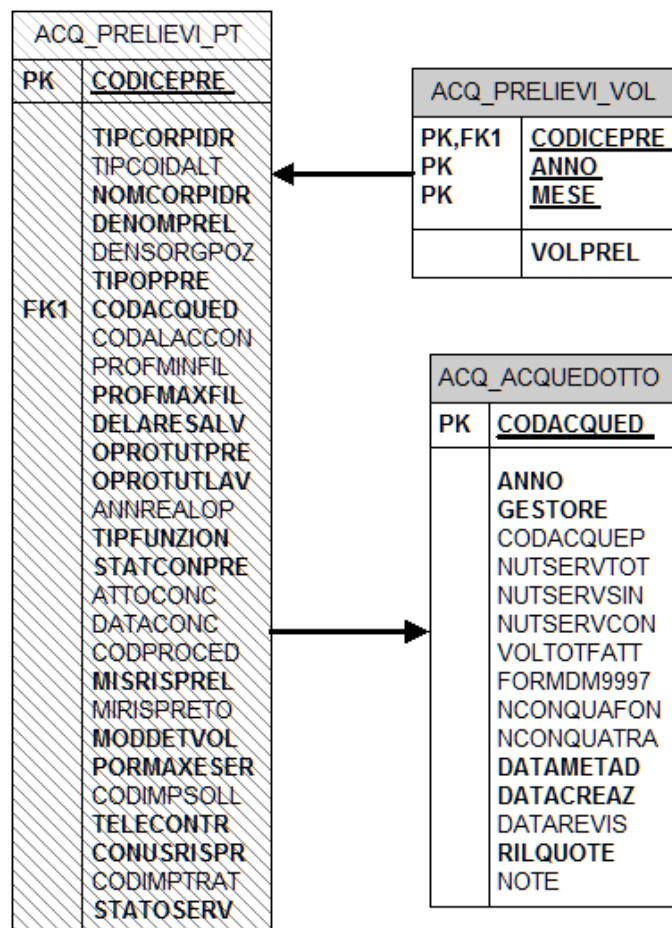 ACQ_PRELIEVI_PT
PK CODICEPRE
TIPCORPIDR
TIPCOIDALT
NOMCORPIDR
DENOMPREL
DENSORGPOZ
TIPOPPRE
FK1 CODACQUED
CODALACCON
PROFMINFIL
PROFMAXFIL
DELARESALV
OPROTUTPRE
OPROTUTLAV
ANNREALOP
TIPFUNZION
STATCONPRE
ATTOCONC
DATACONC
CODPROCED
MISRISPREL
MIRISPRETO
MODDETVOL
PORMAXESER
CODIMPSOLL
TELECONTR
CONUSRISPR
CODIMPTRAT
STATOSERV
ACQ_PRELIEVI_VOL
PK,FK1 CODICEPRE
PK ANNO
PK MESE
VOLPREL
ACQ_ACQUEDOTTO
PK CODACQUED
ANNO
GESTORE
CODACQUEP
NUTSERVTOT
NUTSERVSIN
NUTSERVCON
VOLTOTFATT
FORMDM9997
NCONQUAFON
NCONQUATRA
DATAMETAD
DATACREAZ
DATAREVIS
RILQUOTE
NOTE